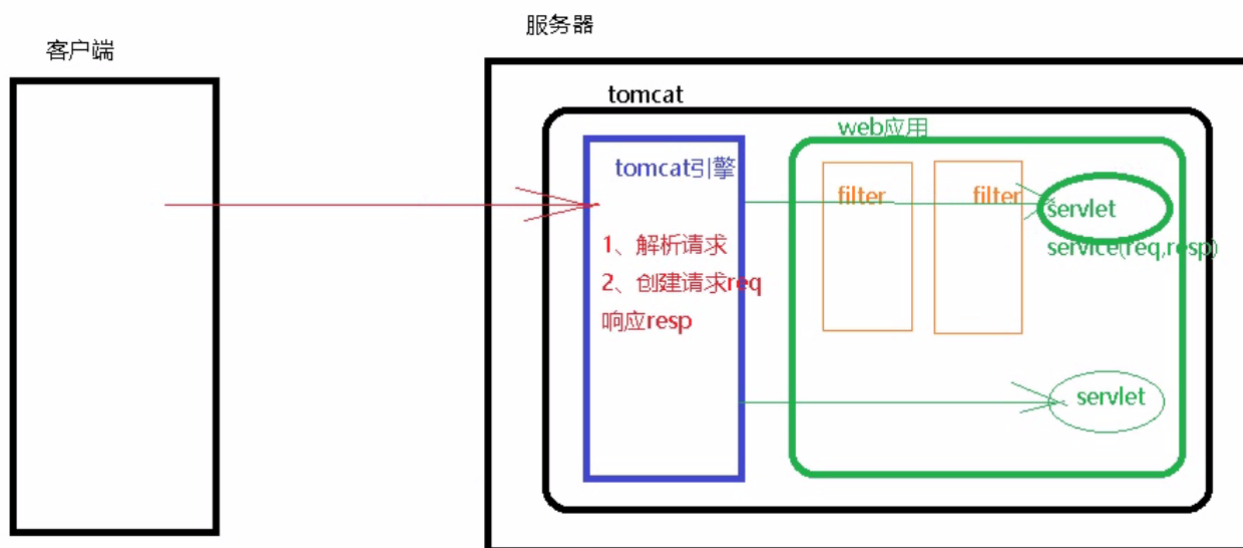 客户端
服务器
tomcat
tomcat引擎
1、解析请求
2、创建请求req
响应resp
web应用
filter
filter
servlet
service(req,resp)
servlet